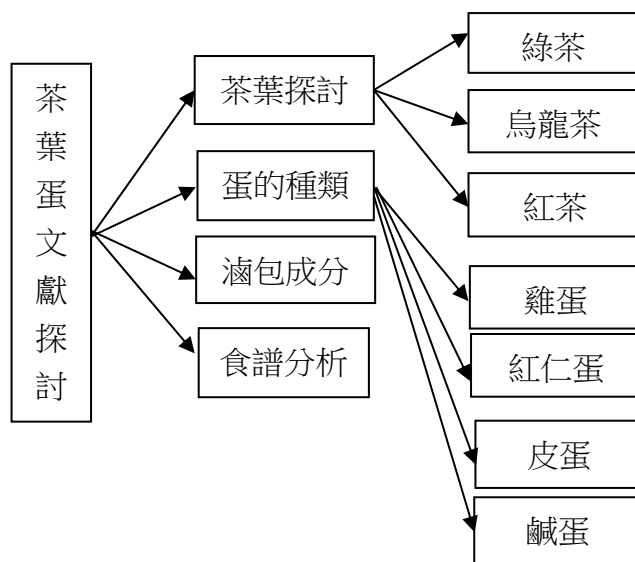 茶葉蛋文獻探討
茶葉探討
蛋的種類
滷包成分
食譜分析
綠茶
烏龍茶
紅茶
雞蛋
紅仁蛋
皮蛋
鹹蛋